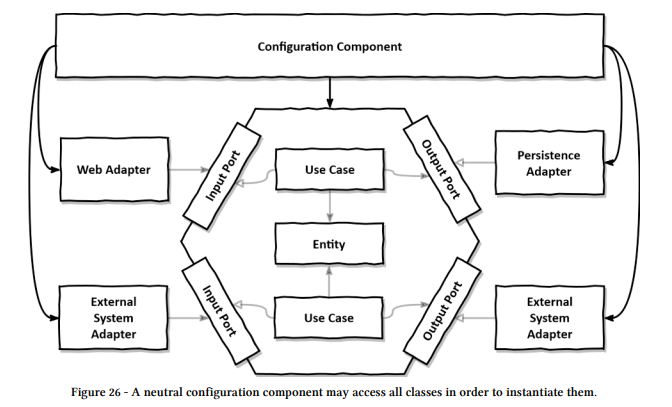 Configuration Component
Web Adapter
Input Port
Use Case
Output Port
Persistence
Adapter
Entity
External
System
Adapter
Input Port
Use Case
Output Port
External
System
Adapter
Figure 26 - A neutral configuration component may access all classes in order to instantiate them.